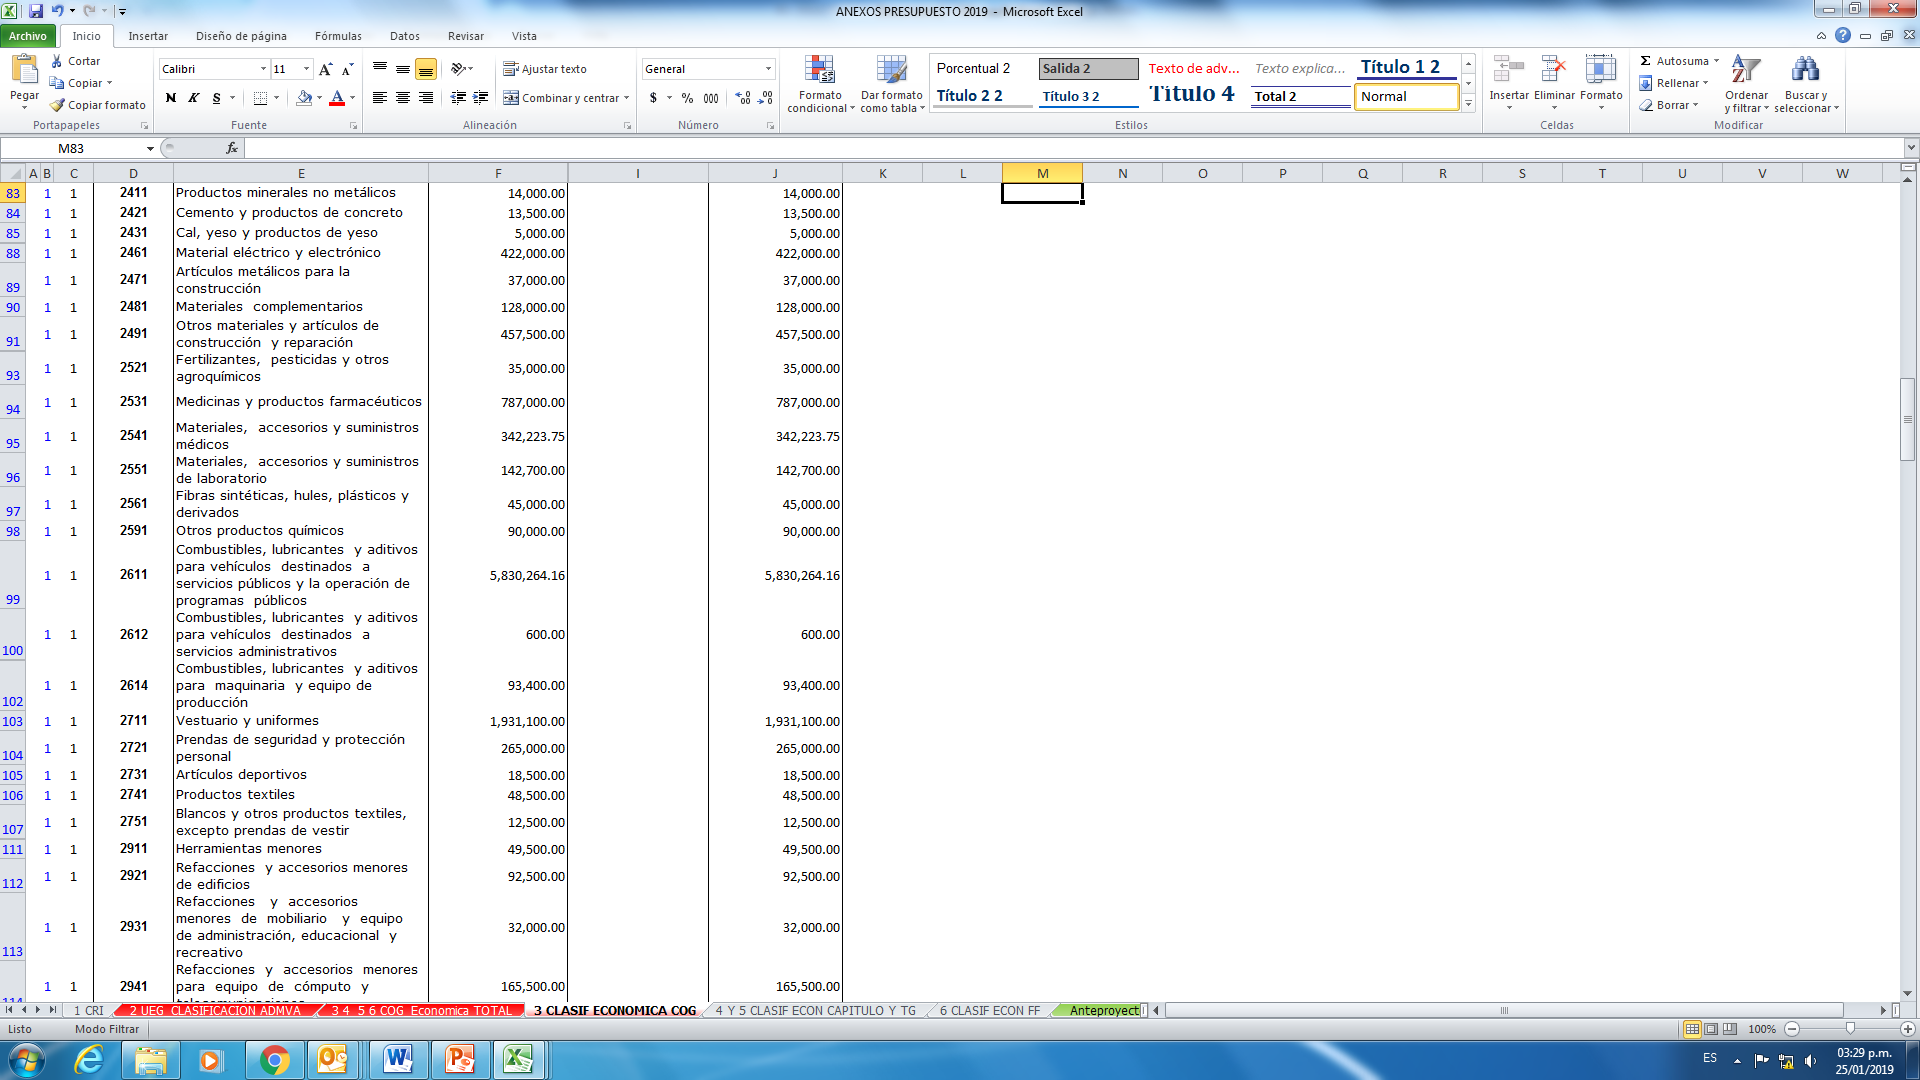 ANEXOS PRESUPUESTO 2019 - Microsoft Excel
Archivo Inicio Insertar Diseño de página Fórmulas Datos Revisar Vista
Pegar Cortar Copiar Copiar formato Portapapeles
Calibri 11 N K S Fuente
Ajustar texto Combinar y centrar Alineación
General $ % 000 Número
Formato condicional Dar formato como tabla
Porcentual 2 Salida 2 Texto de adv... Texto explica... Título 1 2
Título 2 2 Título 3 2 Título 4 Total 2 Normal
Estilos
Insertar Eliminar Formato Celdas
Autosuma Rellenar Borrar Ordenar y filtrar Buscar y seleccionar Modificar
M83 fx
A B C D E F I J K L M N O P Q R S T U V W
83 1 1 2411 Productos minerales no metálicos 14,000.00 14,000.00
84 1 1 2421 Cemento y productos de concreto 13,500.00 13,500.00
85 1 1 2431 Cal, yeso y productos de yeso 5,000.00 5,000.00
88 1 1 2461 Material eléctrico y electrónico 422,000.00 422,000.00
Artículos metálicos para la
89 1 1 2471 construcción 37,000.00 37,000.00
90 1 1 2481 Materiales complementarios 128,000.00 128,000.00
Otros materiales y artículos de
91 1 1 2491 construcción y reparación 457,500.00 457,500.00
Fertilizantes, pesticidas y otros
93 1 1 2521 agroquímicos 35,000.00 35,000.00
94 1 1 2531 Medicinas y productos farmacéuticos 787,000.00 787,000.00
Materiales, accesorios y suministros
95 1 1 2541 médicos 342,223.75 342,223.75
Materiales, accesorios y suministros
96 1 1 2551 de laboratorio 142,700.00 142,700.00
Fibras sintéticas, hules, plásticos y
97 1 1 2561 derivados 45,000.00 45,000.00
98 1 1 2591 Otros productos químicos 90,000.00 90,000.00
Combustibles, lubricantes y aditivos
para vehículos destinados a
99 1 1 2611 servicios públicos y la operación de 5,830,264.16 5,830,264.16
programas públicos
Combustibles, lubricantes y aditivos
100 1 1 2612 para vehículos destinados a 600.00 600.00
servicios administrativos
Combustibles, lubricantes y aditivos
102 1 1 2614 para maquinaria y equipo de 93,400.00 93,400.00
producción
103 1 1 2711 Vestuario y uniformes 1,931,100.00 1,931,100.00
Prendas de seguridad y protección
104 1 1 2721 personal 265,000.00 265,000.00
105 1 1 2731 Artículos deportivos 18,500.00 18,500.00
106 1 1 2741 Productos textiles 48,500.00 48,500.00
Blancos y otros productos textiles,
107 1 1 2751 excepto prendas de vestir 12,500.00 12,500.00
111 1 1 2911 Herramientas menores 49,500.00 49,500.00
Refacciones y accesorios menores
112 1 1 2921 de edificios 92,500.00 92,500.00
Refacciones y accesorios
menores de mobiliario y equipo
113 1 1 2931 de administración, educacional y 32,000.00 32,000.00
recreativo
Refacciones y accesorios menores
1 1 2941 para equipo de cómputo y 165,500.00 165,500.00
1 CRI 2 UEG CLASIFICACIÓN ADMVA 3 4 5 6 COG Economica TOTAL 3 CLASIF ECONOMICA COG 4 Y 5 CLASIF ECON CAPITULO Y TG 6 CLASIF ECON FF Anteproyect
Listo Modo Filtrar 100%
ES 03:29 p.m.
25/01/2019